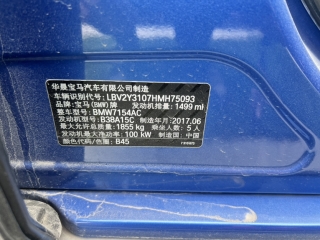 华晨宝马汽车有限公司制造
车辆识别代号: LBV2Y3107HMH75093
品牌: 宝马(BMW)牌 发动机排量: 1499 ml
整车型号: BMW7154AC
发动机型号: B38A15C 制造年月: 2017.06
最大允许总质量: 1855 kg 乘坐人数: 5 人
发动机最大净功率: 100 kW 制造国: 中国
颜色代码/色辄: B45